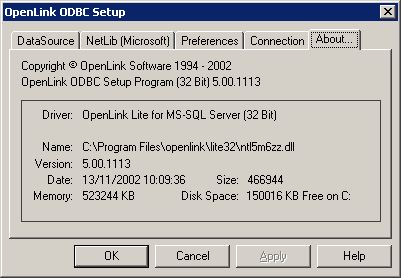 OpenLink ODBC Setup
DataSource NetLib (Microsoft) Preferences Connection About...
Copyright © OpenLink Software 1994 - 2002
OpenLink ODBC Setup Program (32 Bit) 5.00.1113
Driver: OpenLink Lite for MS-SQL Server (32 Bit)
Name: C:\Program Files\openlink\lite32\ntl5m6zz.dll
Version: 5.00.1113
Date: 13/11/2002 10:09:36 Size: 466944
Memory: 523244 KB Disk Space: 150016 KB Free on C:
OK Cancel Apply Help